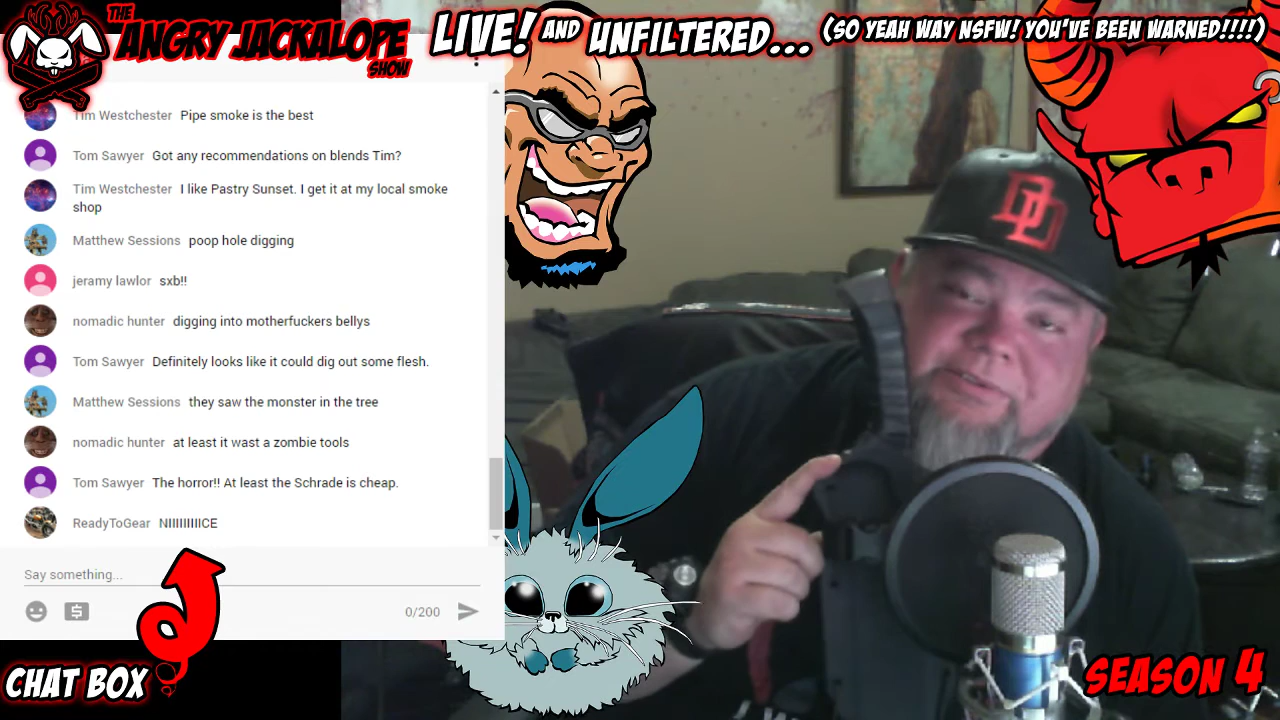 THE
ANGRY JACKALOPE
SHOW
LIVE! AND UNFILTERED... (SO YEAH WAY NSFW! YOU'VE BEEN WARNED!!!!)
Tim Westchester Pipe smoke is the best
Tom Sawyer Got any recommendations on blends Tim?
Tim Westchester I like Pastry Sunset. I get it at my local smoke
shop
Matthew Sessions poop hole digging
jeramy lawlor sxb!!
nomadic hunter digging into motherfuckers bellys
Tom Sawyer Definitely looks like it could dig out some flesh.
Matthew Sessions they saw the monster in the tree
nomadic hunter at least it wast a zombie tools
Tom Sawyer The horror!! At least the Schrade is cheap.
ReadyToGear NIIIIIIIICE
Say something...
0/200
CHAT BOX
SEASON 4